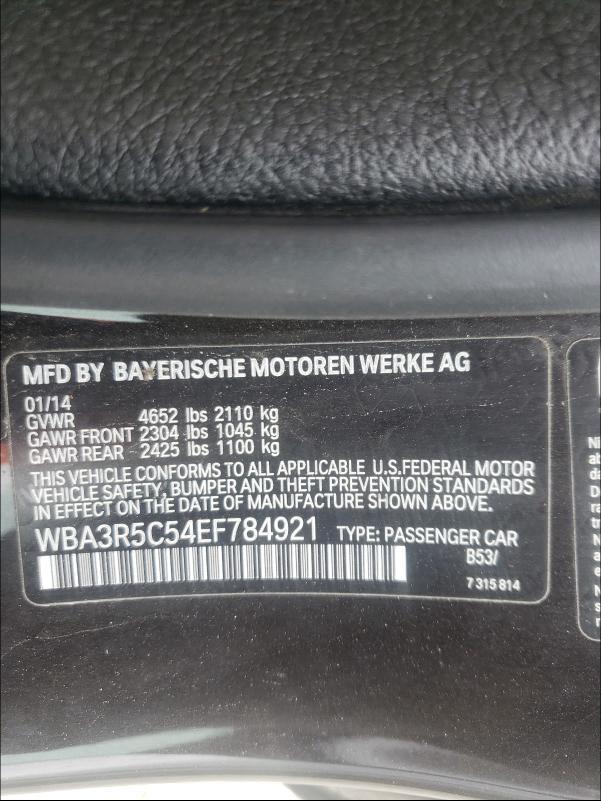 MFD BY BAYERISCHE MOTOREN WERKE AG
01/14
GVWR 4652 lbs 2110 kg
GAWR FRONT 2304 lbs 1045 kg
GAWR REAR 2425 lbs 1100 kg
THIS VEHICLE CONFORMS TO ALL APPLICABLE U.S.FEDERAL MOTOR
VEHICLE SAFETY, BUMPER AND THEFT PREVENTION STANDARDS
IN EFFECT ON THE DATE OF MANUFACTURE SHOWN ABOVE.
WBA3R5C54EF784921 TYPE: PASSENGER CAR
B53/
7 315 814